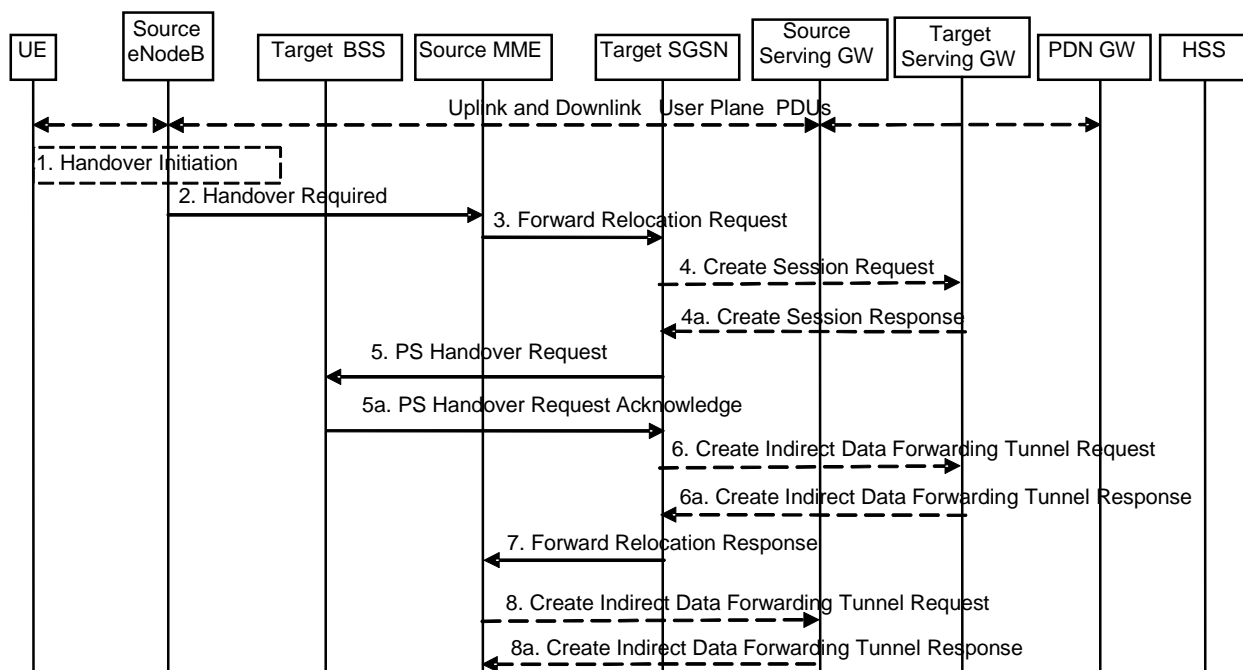 UE
Source
eNodeB
Target BSS
Source MME
Target SGSN
Source
Serving GW
Target
Serving GW
PDN GW
HSS
Uplink and Downlink User Plane PDUs
1. Handover Initiation
2. Handover Required
3. Forward Relocation Request
4. Create Session Request
4a. Create Session Response
5. PS Handover Request
5a. PS Handover Request Acknowledge
6. Create Indirect Data Forwarding Tunnel Request
6a. Create Indirect Data Forwarding Tunnel Response
7. Forward Relocation Response
8. Create Indirect Data Forwarding Tunnel Request
8a. Create Indirect Data Forwarding Tunnel Response